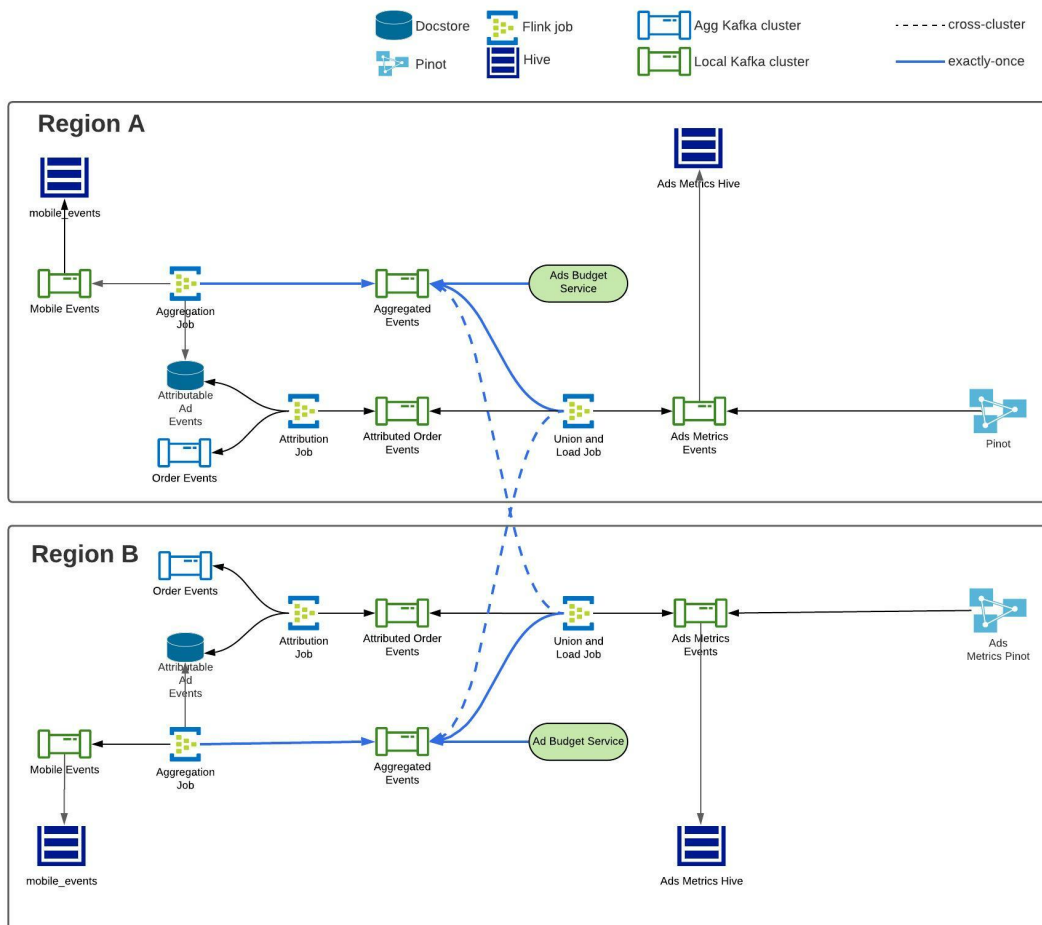 Docstore
Flink job
Agg Kafka cluster
cross-cluster
Pinot
Hive
Local Kafka cluster
exactly-once
Region A
mobile_events
Ads Metrics Hive
Mobile Events
Aggregation
Job
Aggregated
Events
Ads Budget
Service
Attributable
Ad
Events
Attribution
Job
Attributed Order
Events
Union and
Load Job
Ads Metrics
Events
Pinot
Order Events
Region B
Order Events
Attribution
Job
Attributed Order
Events
Union and
Load Job
Ads Metrics
Events
Ads
Metrics Pinot
Attributable
Ad
Events
Mobile Events
Aggregation
Job
Aggregated
Events
Ad Budget Service
mobile_events
Ads Metrics Hive